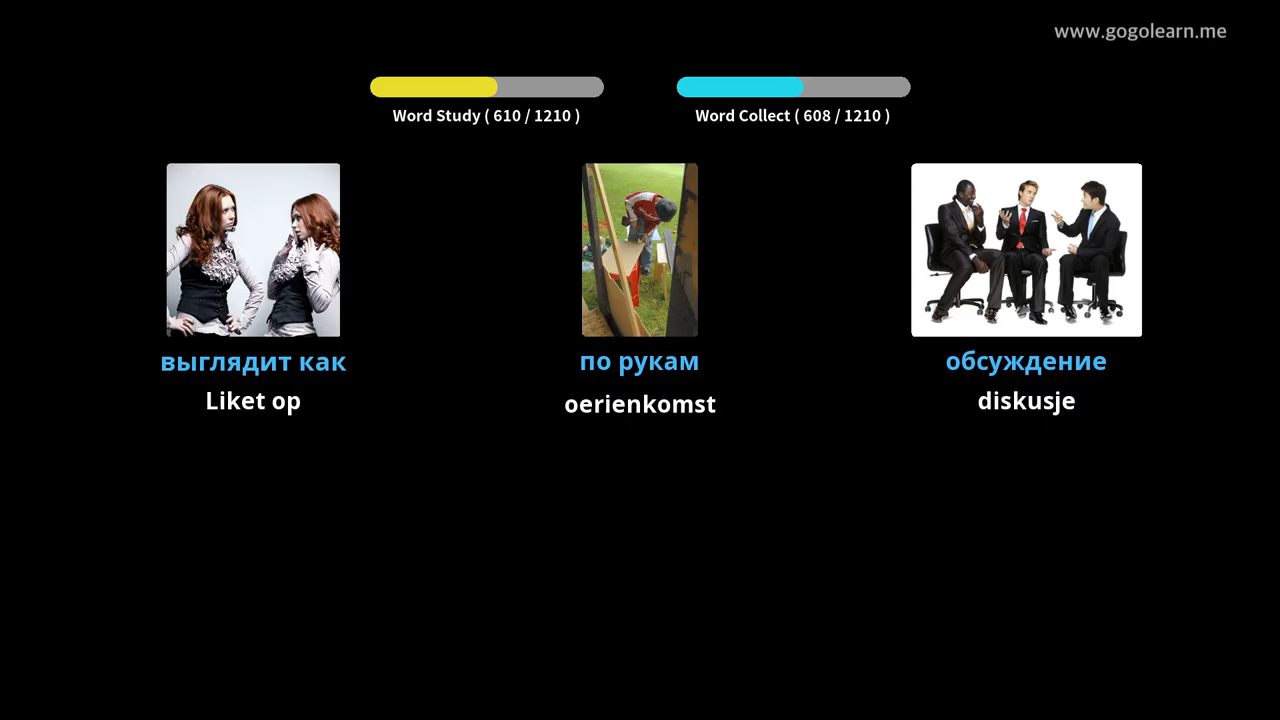 www.gogolearn.me
Word Study ( 610 / 1210 )
Word Collect ( 608 / 1210 )
выглядит как
по рукам
обсуждение
Liket op
oerienkomst
diskusje